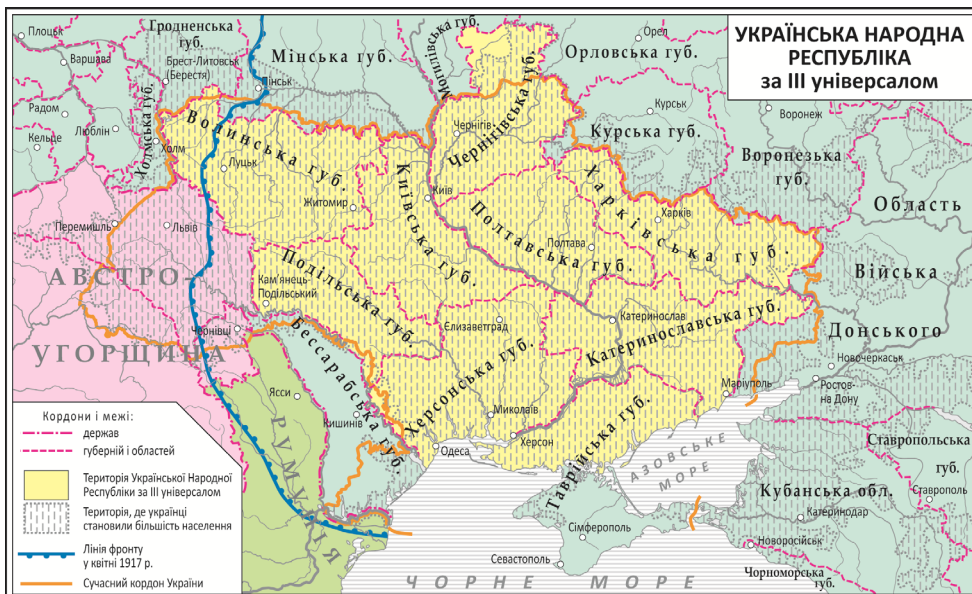 УКРАЇНСЬКА НАРОДНА
РЕСПУБЛІКА
за III універсалом
Плоцьк
Варшава
Радом
Люблін
Кельце
Холмська губ.
Холм
Гродненська
губ.
Брест-Литовськ
(Берестя)
Пінськ
Мінська губ.
Могилівська губ.
Орловська губ.
Орел
Чернігівська губ.
Чернігів
Курськ
Курська губ.
Воронеж
Воронезька
губ.
Область
Війська
Донського
Волинська губ.
Луцьк
Житомир
Київська губ.
Київ
Полтавська губ.
Полтава
Харківська губ.
Харків
Перемишль
Львів
АВСТРО-
УГОРЩИНА
Кам'янець-
Подільський
Подільська губ.
Чернівці
Бессарабська губ.
Єлизаветград
Катеринослав
Катеринославська губ.
Новочеркаськ
Ростов-
на Дону
Маріуполь
Ясси
Кишинів
РУМУНІЯ
Херсонська губ.
Миколаїв
Херсон
Одеса
Таврійська губ.
АЗОВСЬКЕ
МОРЕ
Ставропольська
губ.
Ставрополь
Кубанська обл.
Катеринодар
Новоросійськ
Чорноморська
губ.
Сімферополь
Севастополь
ЧОРНЕ МОРЕ
Кордони і межі:
держав
губерній і областей
Територія Української Народної
Республіки за III універсалом
Територія, де українці
становили більшість населення
Лінія фронту
у квітні 1917 р.
Сучасний кордон України